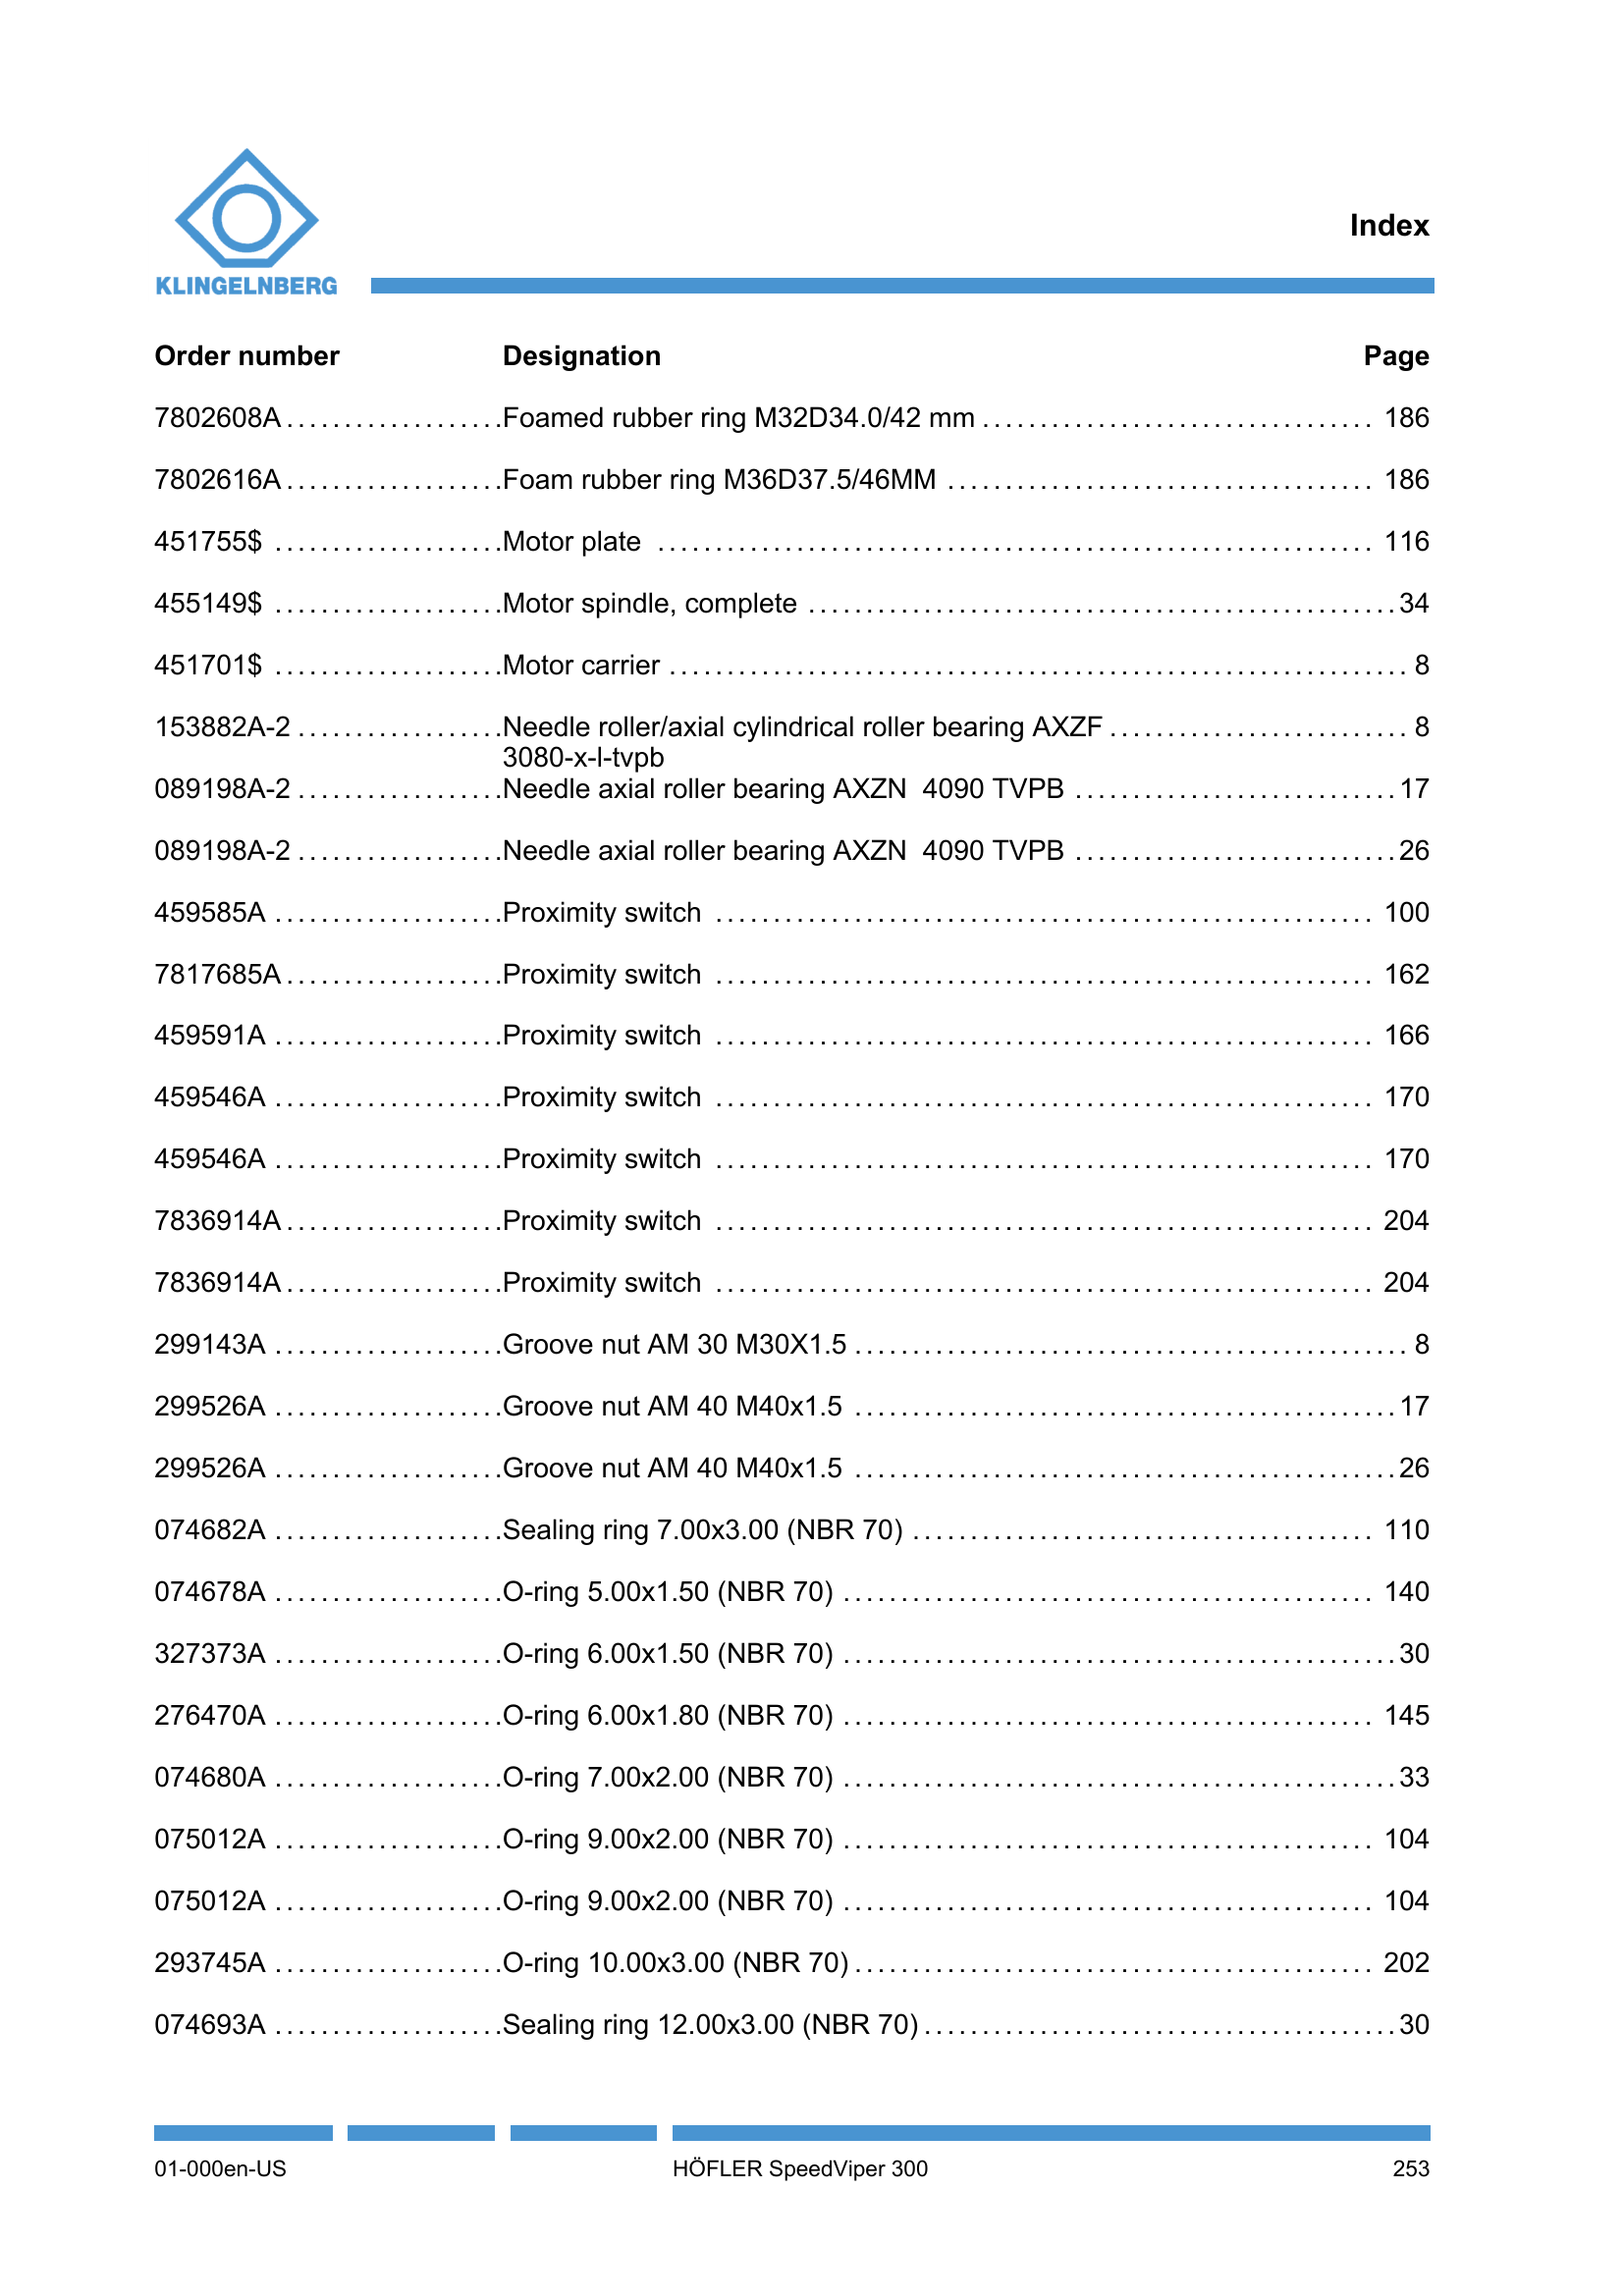 KLINGELNBERG
Index
Order number Designation Page
7802608A ................... Foamed rubber ring M32D34.0/42 mm .................................. 186
7802616A ................... Foam rubber ring M36D37.5/46MM ..................................... 186
451755$ .................... Motor plate .............................................................. 116
455149$ .................... Motor spindle, complete ................................................... 34
451701$ .................... Motor carrier ................................................................ 8
153882A-2 .................. Needle roller/axial cylindrical roller bearing AXZF .......................... 8
3080-x-l-tvpb
089198A-2 .................. Needle axial roller bearing AXZN  4090 TVPB ............................ 17
089198A-2 .................. Needle axial roller bearing AXZN  4090 TVPB ............................ 26
459585A .................... Proximity switch ......................................................... 100
7817685A ................... Proximity switch ......................................................... 162
459591A .................... Proximity switch ......................................................... 166
459546A .................... Proximity switch ......................................................... 170
459546A .................... Proximity switch ......................................................... 170
7836914A ................... Proximity switch ......................................................... 204
7836914A ................... Proximity switch ......................................................... 204
299143A .................... Groove nut AM 30 M30X1.5 ................................................ 8
299526A .................... Groove nut AM 40 M40x1.5 ............................................... 17
299526A .................... Groove nut AM 40 M40x1.5 ............................................... 26
074682A .................... Sealing ring 7.00x3.00 (NBR 70) ........................................ 110
074678A .................... O-ring 5.00x1.50 (NBR 70) .............................................. 140
327373A .................... O-ring 6.00x1.50 (NBR 70) ................................................ 30
276470A .................... O-ring 6.00x1.80 (NBR 70) .............................................. 145
074680A .................... O-ring 7.00x2.00 (NBR 70) ................................................ 33
075012A .................... O-ring 9.00x2.00 (NBR 70) .............................................. 104
075012A .................... O-ring 9.00x2.00 (NBR 70) .............................................. 104
293745A .................... O-ring 10.00x3.00 (NBR 70) ............................................. 202
074693A .................... Sealing ring 12.00x3.00 (NBR 70) ......................................... 30
01-000en-US HÖFLER SpeedViper 300 253